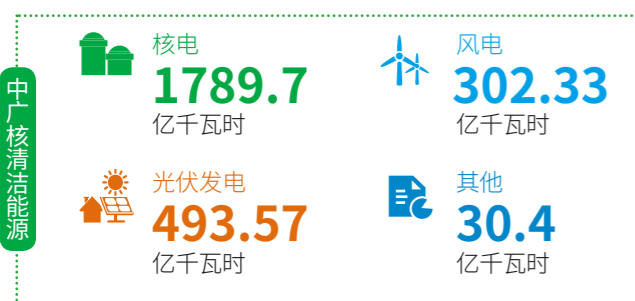 中广核清洁能源
核电
1789.7
亿千瓦时
风电
302.33
亿千瓦时
光伏发电
493.57
亿千瓦时
其他
30.4
亿千瓦时